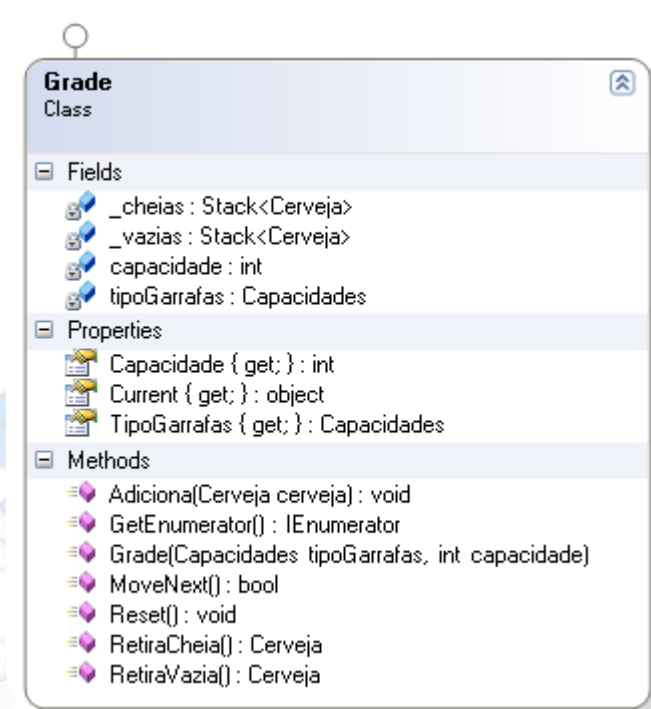 Grade
Class
Fields
_cheias : Stack<Cerveja>
_vazias : Stack<Cerveja>
capacidade : int
tipoGarrafas : Capacidades
Properties
Capacidade { get; } : int
Current { get; } : object
TipoGarrafas { get; } : Capacidades
Methods
Adiciona(Cerveja cerveja) : void
GetEnumerator() : IEnumerator
Grade(Capacidades tipoGarrafas, int capacidade)
MoveNext() : bool
Reset() : void
RetiraCheia() : Cerveja
RetiraVazia() : Cerveja